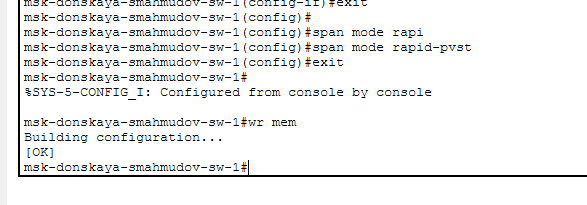 msk-donskaya-smahmudov-sw-1(config-if)#exit
msk-donskaya-smahmudov-sw-1(config)#
msk-donskaya-smahmudov-sw-1(config)#span mode rapi
msk-donskaya-smahmudov-sw-1(config)#span mode rapid-pvst
msk-donskaya-smahmudov-sw-1(config)#exit
msk-donskaya-smahmudov-sw-1#
%SYS-5-CONFIG_I: Configured from console by console
msk-donskaya-smahmudov-sw-1#wr mem
Building configuration...
[OK]
msk-donskaya-smahmudov-sw-1#